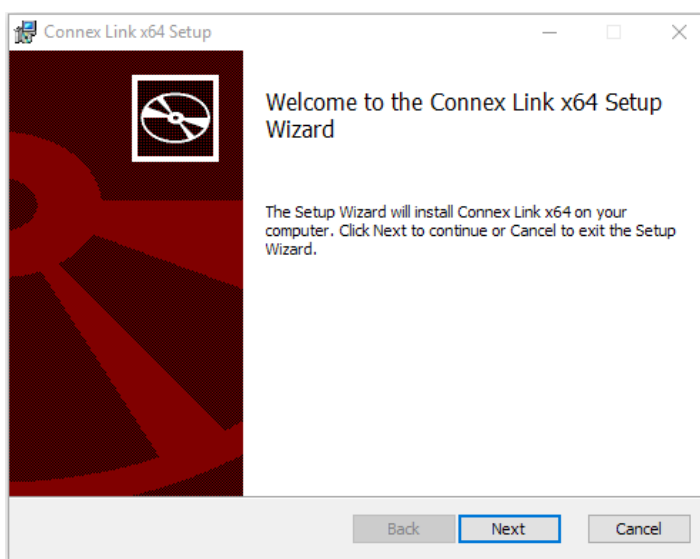 Connex Link x64 Setup
Welcome to the Connex Link x64 Setup
Wizard
The Setup Wizard will install Connex Link x64 on your
computer. Click Next to continue or Cancel to exit the Setup
Wizard.
Back Next Cancel